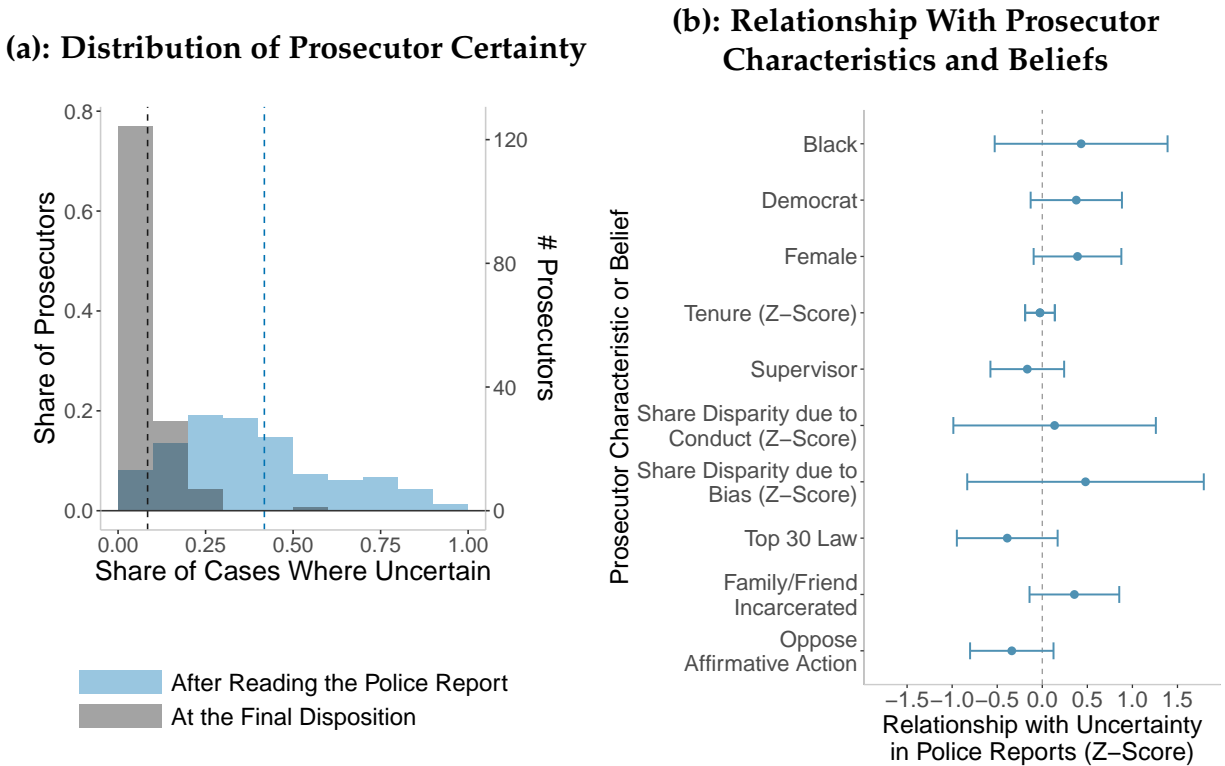 (a): Distribution of Prosecutor Certainty
0.8
0.6
0.4
0.2
0.0
Share of Prosecutors
120
80
40
0
# Prosecutors
0.00 0.25 0.50 0.75 1.00
Share of Cases Where Uncertain
After Reading the Police Report
At the Final Disposition
(b): Relationship With Prosecutor
Characteristics and Beliefs
Prosecutor Characteristic or Belief
Black
Democrat
Female
Tenure (Z−Score)
Supervisor
Share Disparity due to
Conduct (Z−Score)
Share Disparity due to
Bias (Z−Score)
Top 30 Law
Family/Friend
Incarcerated
Oppose
Affirmative Action
−1.5 −1.0 −0.5 0.0 0.5 1.0 1.5
Relationship with Uncertainty
in Police Reports (Z−Score)